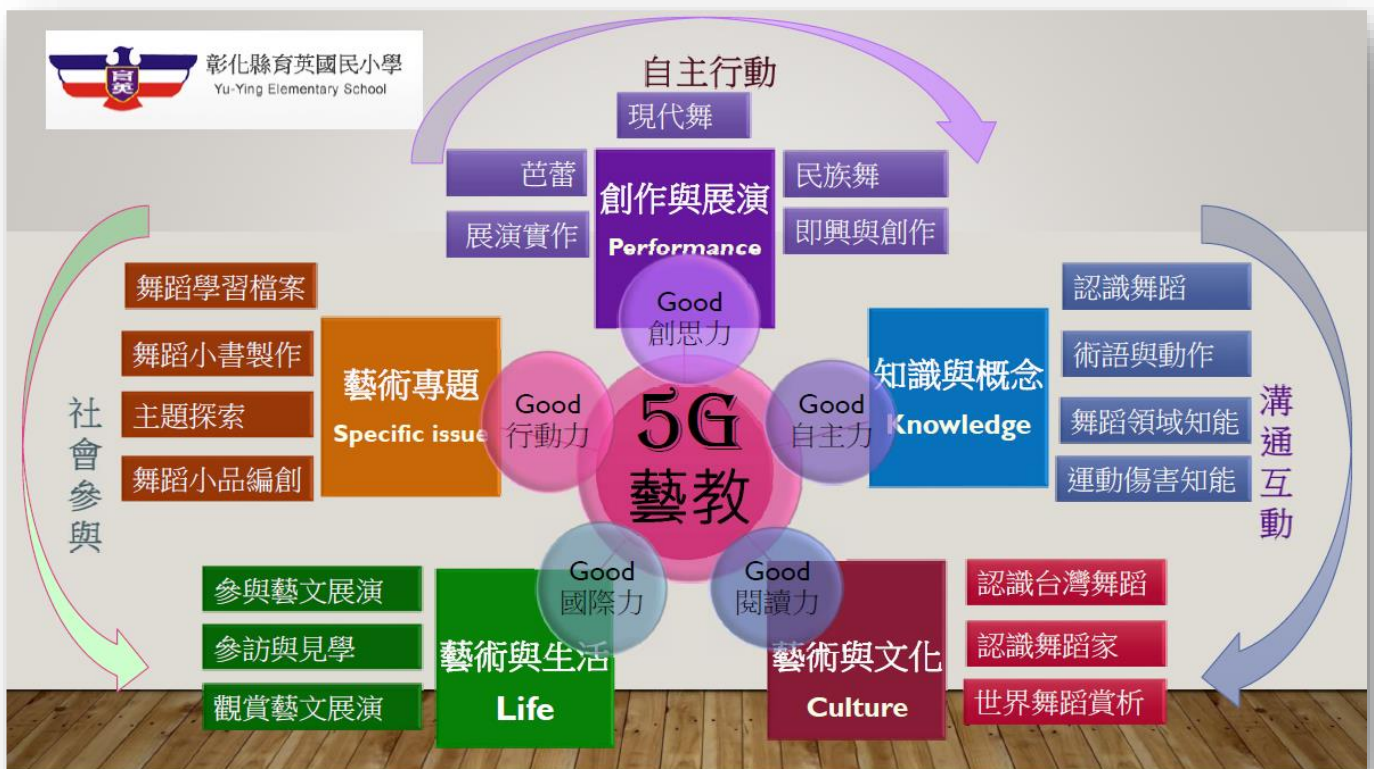 彰化縣育英國民小學
Yu-Ying Elementary School
育英
自主行動
現代舞
芭蕾
展演實作
創作與展演
Performance
民族舞
即興與創作
Good
創思力
舞蹈學習檔案
舞蹈小書製作
主題探索
舞蹈小品編創
藝術專題
Specific issue
Good
行動力
5G
藝教
Good
自主力
知識與概念
Knowledge
認識舞蹈
術語與動作
舞蹈領域知能
運動傷害知能
社會參與
溝通互動
參與藝文展演
參訪與見學
觀賞藝文展演
藝術與生活
Life
Good
國際力
Good
閱讀力
藝術與文化
Culture
認識台灣舞蹈
認識舞蹈家
世界舞蹈賞析